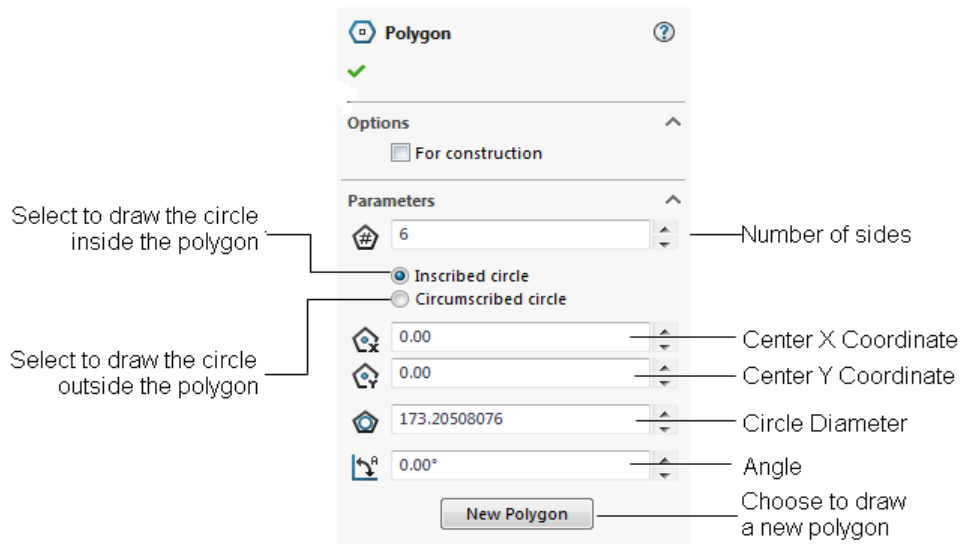 Polygon
?
Options
For construction
Parameters
Select to draw the circle
inside the polygon
#
6
Number of sides
Inscribed circle
Circumscribed circle
Select to draw the circle
outside the polygon
X
0.00
Center X Coordinate
Y
0.00
Center Y Coordinate
173.20508076
Circle Diameter
A
0.00°
Angle
New Polygon
Choose to draw
a new polygon